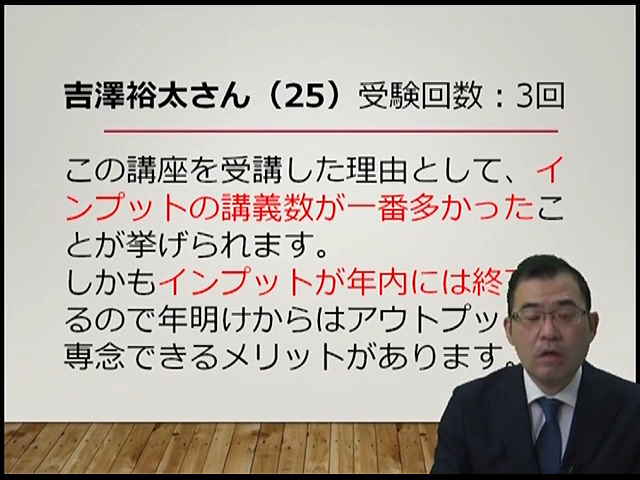 吉澤裕太さん（25）受験回数：3回
この講座を受講した理由として、イ
ンプットの講義数が一番多かったこ
とが挙げられます。
しかもインプットが年内には終
るので年明けからはアウトプッ
専念できるメリットがあります。